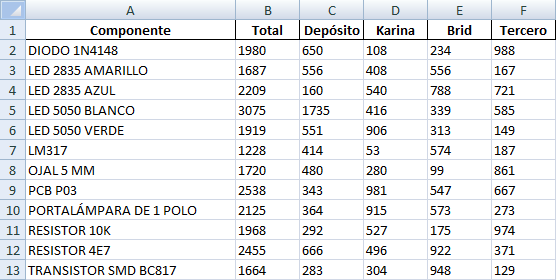 A B C D E F
1 Componente Total Depósito Karina Brid Tercero
2 DIODO 1N4148 1980 650 108 234 988
3 LED 2835 AMARILLO 1687 556 408 556 167
4 LED 2835 AZUL 2209 160 540 788 721
5 LED 5050 BLANCO 3075 1735 416 339 585
6 LED 5050 VERDE 1919 551 906 313 149
7 LM317 1228 414 53 574 187
8 OJAL 5 MM 1720 480 280 99 861
9 PCB P03 2538 343 981 547 667
10 PORTALÁMPARA DE 1 POLO 2125 364 915 573 273
11 RESISTOR 10K 1968 292 527 175 974
12 RESISTOR 4E7 2455 666 496 922 371
13 TRANSISTOR SMD BC817 1664 283 304 948 129